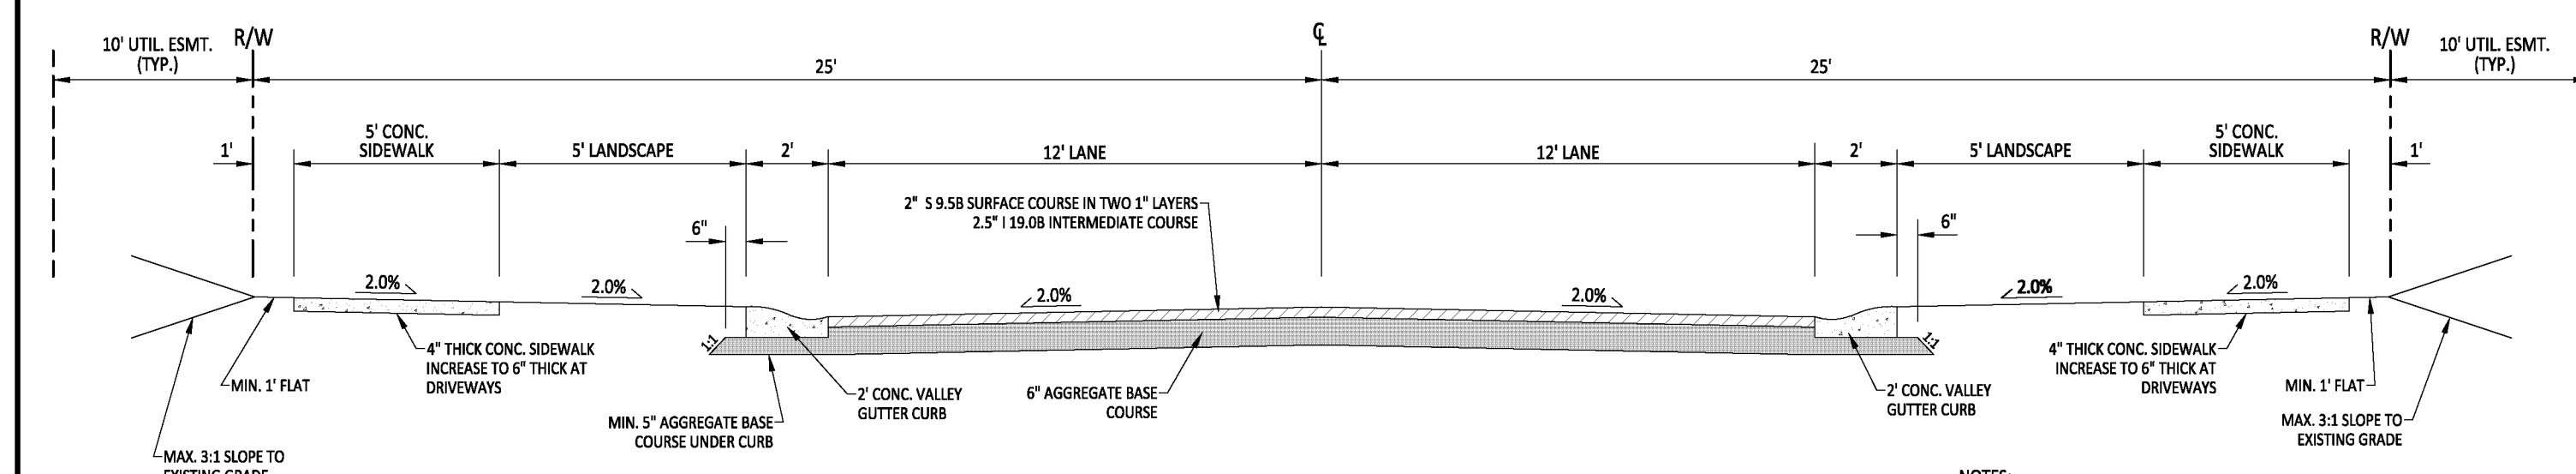 10' UTIL. ESMT.
(TYP.)
R/W
25'
℄
25'
R/W
10' UTIL. ESMT.
(TYP.)
1'
5' CONC.
SIDEWALK
5' LANDSCAPE
2'
12' LANE
12' LANE
2'
5' LANDSCAPE
5' CONC.
SIDEWALK
1'
2" S 9.5B SURFACE COURSE IN TWO 1" LAYERS
2.5" I 19.0B INTERMEDIATE COURSE
6"
6"
2.0%
2.0%
2.0%
2.0%
2.0%
2.0%
1:1
1:1
4" THICK CONC. SIDEWALK
INCREASE TO 6" THICK AT
DRIVEWAYS
MIN. 1' FLAT
2' CONC. VALLEY
GUTTER CURB
6" AGGREGATE BASE
COURSE
MIN. 5" AGGREGATE BASE
COURSE UNDER CURB
MAX. 3:1 SLOPE TO
EXISTING GRADE
2' CONC. VALLEY
GUTTER CURB
4" THICK CONC. SIDEWALK
INCREASE TO 6" THICK AT
DRIVEWAYS
MIN. 1' FLAT
MAX. 3:1 SLOPE TO
EXISTING GRADE
NOTES: